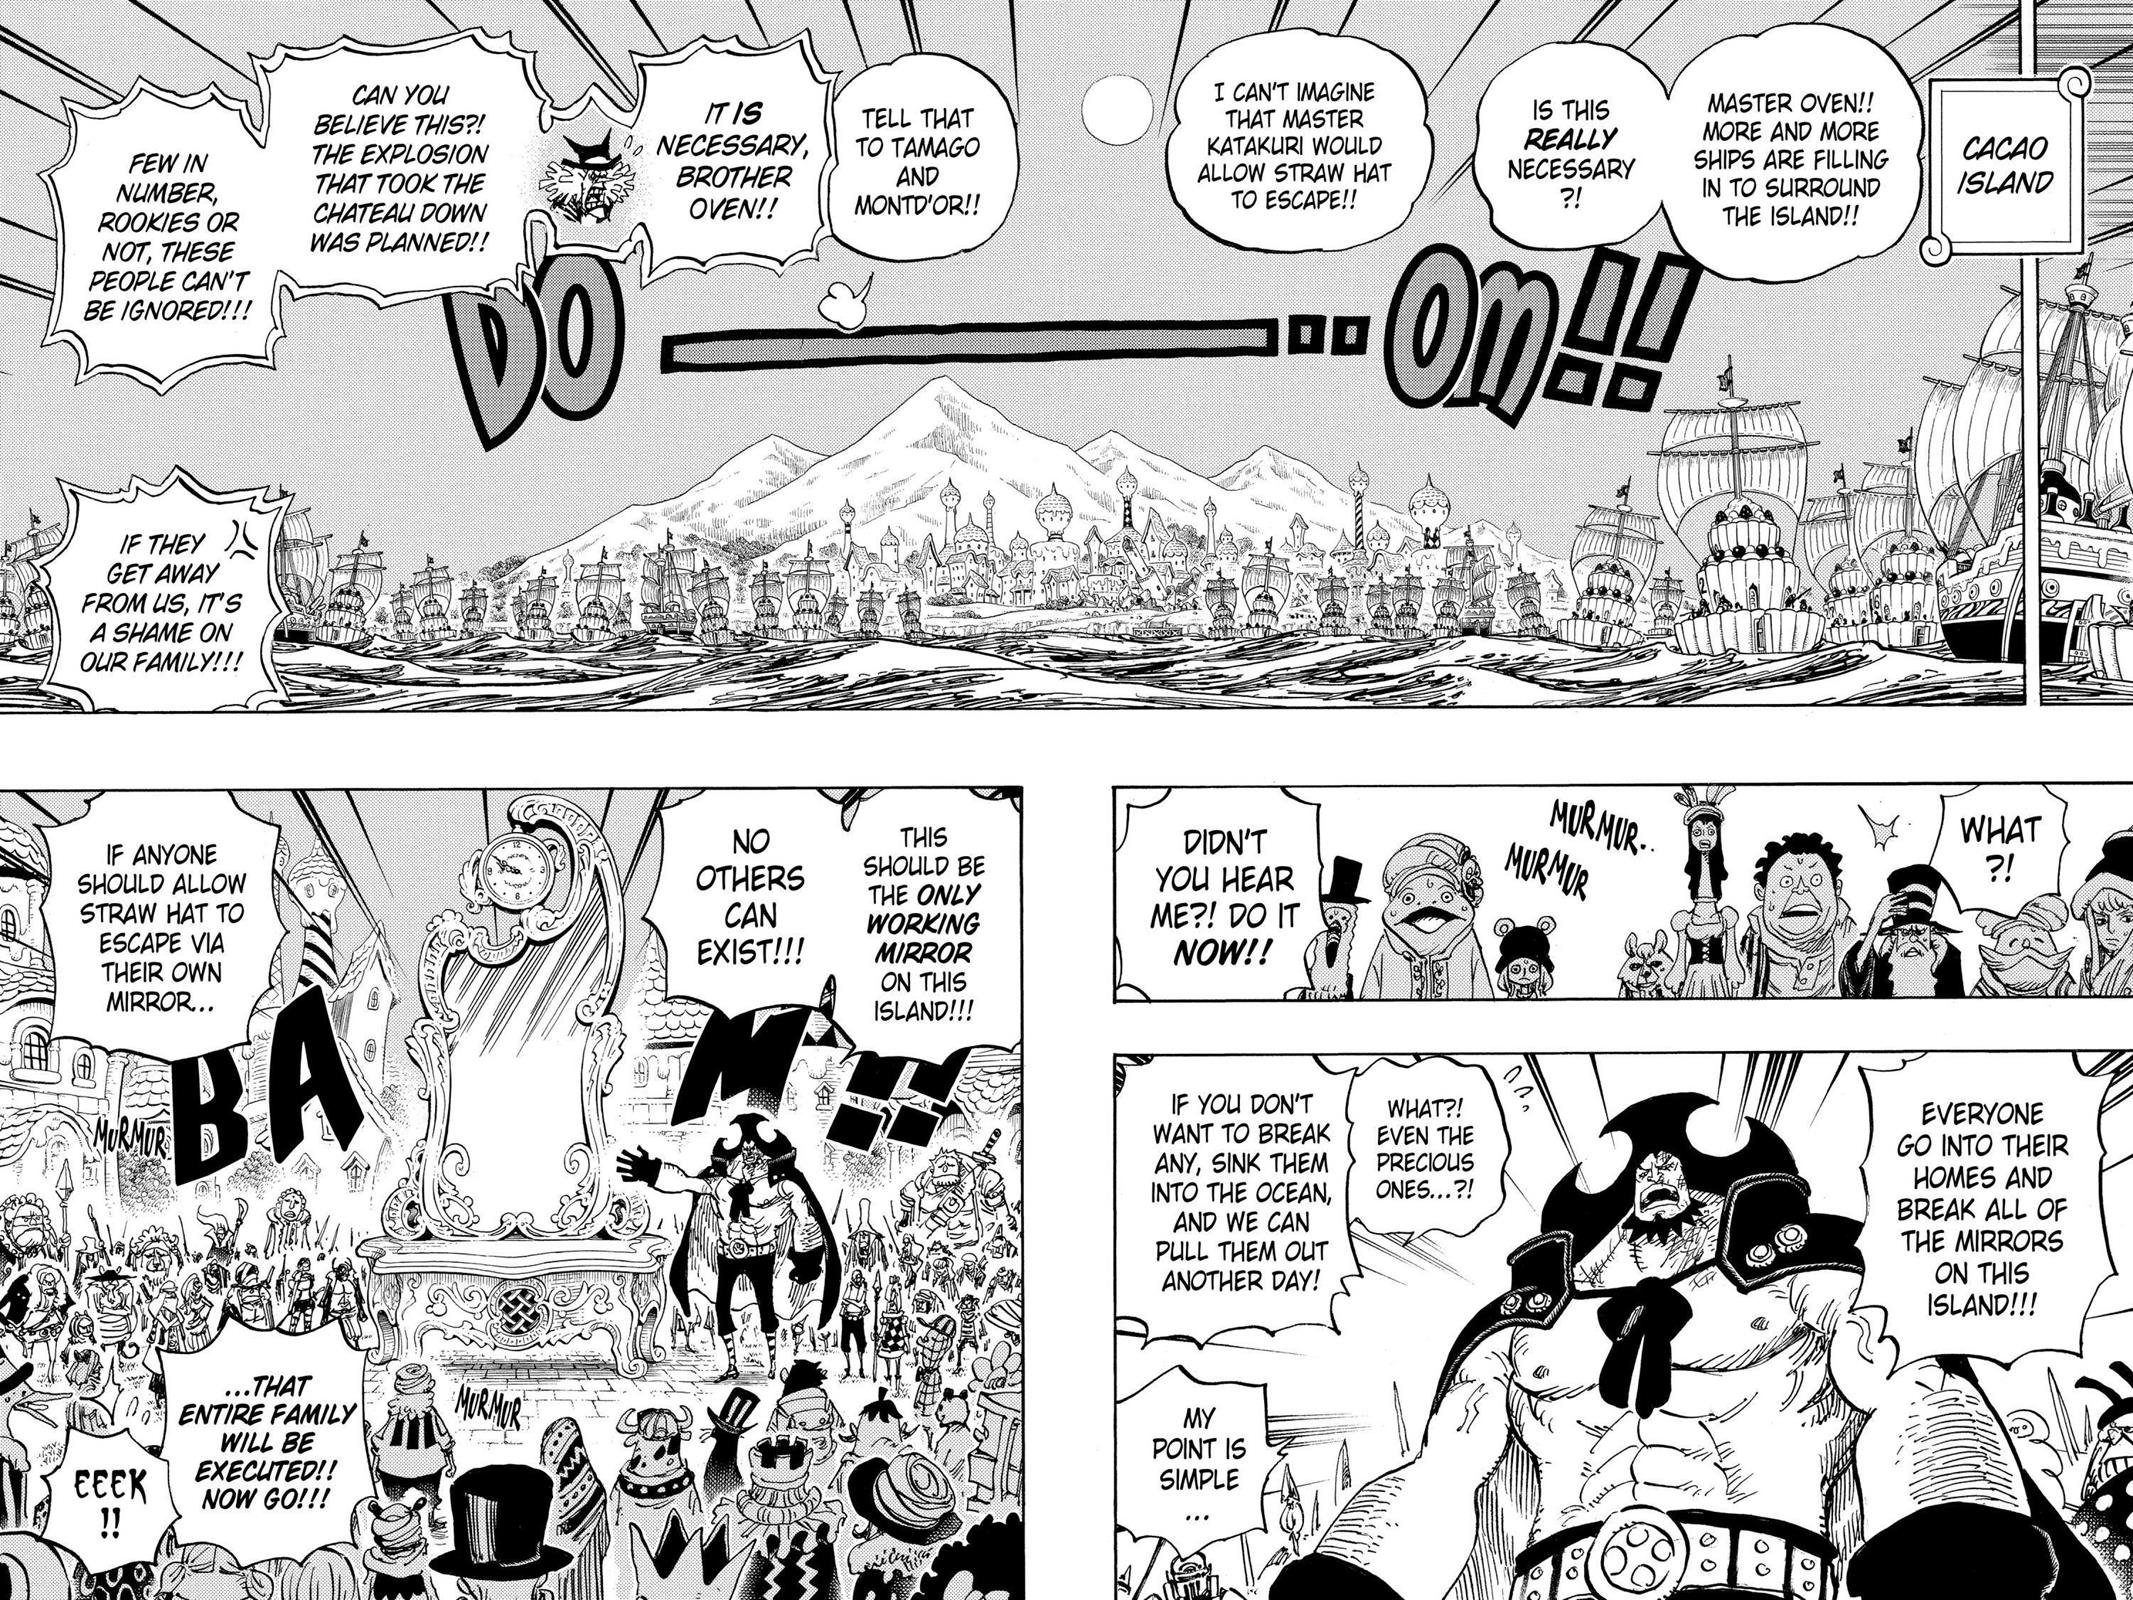 CACAO
ISLAND
MASTER OVEN!!
MORE AND MORE
SHIPS ARE FILLING
IN TO SURROUND
THE ISLAND!!
IS THIS
REALLY
NECESSARY
?!
I CAN'T IMAGINE
THAT MASTER
KATAKURI WOULD
ALLOW STRAW HAT
TO ESCAPE!!
TELL THAT
TO TAMAGO
AND
MONTD'OR!!
IT IS
NECESSARY,
BROTHER
OVEN!!
CAN YOU
BELIEVE THIS?!
THE EXPLOSION
THAT TOOK THE
CHATEAU DOWN
WAS PLANNED!!
FEW IN
NUMBER,
ROOKIES OR
NOT, THESE
PEOPLE CAN'T
BE IGNORED!!!
DO
OM!!
IF THEY
GET AWAY
FROM US, IT'S
A SHAME ON
OUR FAMILY!!!
WHAT
?!
MURMUR..
MURMUR
DIDN'T
YOU HEAR
ME?! DO IT
NOW!!
EVERYONE
GO INTO THEIR
HOMES AND
BREAK ALL OF
THE MIRRORS
ON THIS
ISLAND!!!
WHAT?!
EVEN THE
PRECIOUS
ONES...?!
IF YOU DON'T
WANT TO BREAK
ANY, SINK THEM
INTO THE OCEAN,
AND WE CAN
PULL THEM OUT
ANOTHER DAY!
MY
POINT IS
SIMPLE
...
THIS
SHOULD BE
THE ONLY
WORKING
MIRROR
ON THIS
ISLAND!!!
NO
OTHERS
CAN
EXIST!!!
BAM!!
IF ANYONE
SHOULD ALLOW
STRAW HAT TO
ESCAPE VIA
THEIR OWN
MIRROR...
MURMUR..
...THAT
ENTIRE FAMILY
WILL BE
EXECUTED!!
NOW GO!!!
MURMUR
EEEK
!!